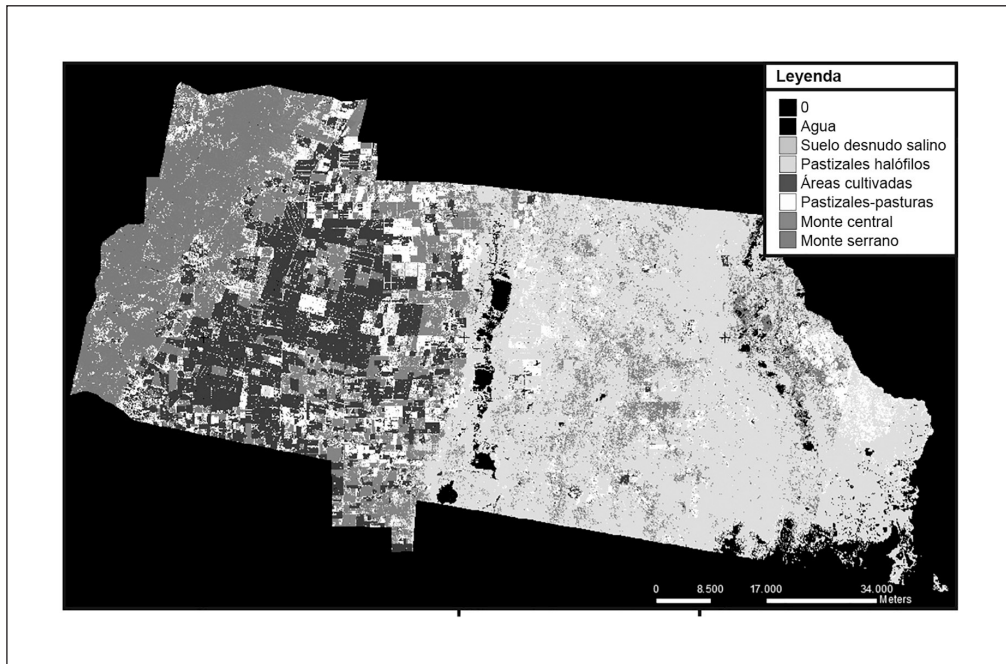 Leyenda
0
Agua
Suelo desnudo salino
Pastizales halófilos
Áreas cultivadas
Pastizales-pasturas
Monte central
Monte serrano
0 8.500 17.000 34.000
Meters